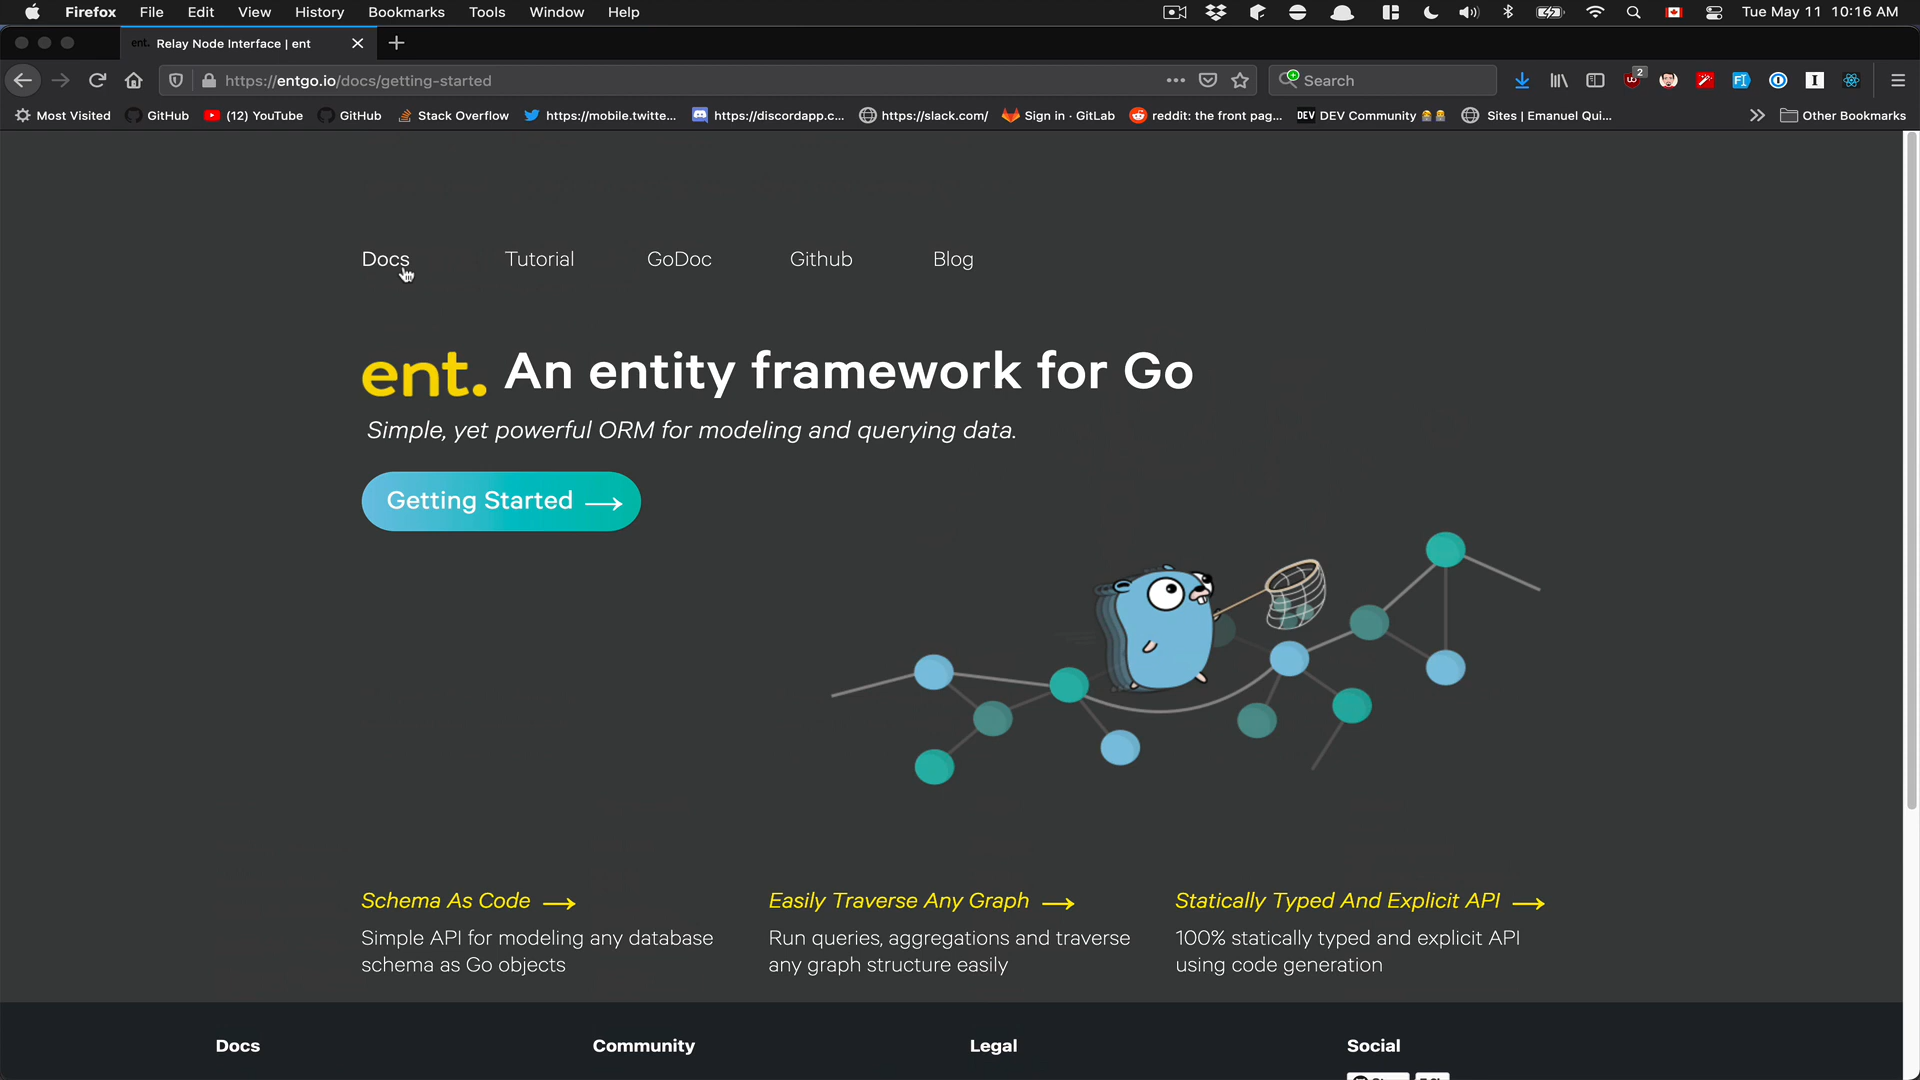 Firefox File Edit View History Bookmarks Tools Window Help Tue May 11 10:16 AM
ent. Relay Node Interface | ent
https://entgo.io/docs/getting-started Search 2
Most Visited GitHub (12) YouTube GitHub Stack Overflow https://mobile.twitte... https://discordapp.c... https://slack.com/ Sign in · GitLab reddit: the front pag... DEV DEV Community Sites | Emanuel Qui... Other Bookmarks
Docs Tutorial GoDoc Github Blog
ent. An entity framework for Go
Simple, yet powerful ORM for modeling and querying data.
Getting Started →
Schema As Code →
Simple API for modeling any database
schema as Go objects
Easily Traverse Any Graph →
Run queries, aggregations and traverse
any graph structure easily
Statically Typed And Explicit API →
100% statically typed and explicit API
using code generation
Docs Community Legal Social